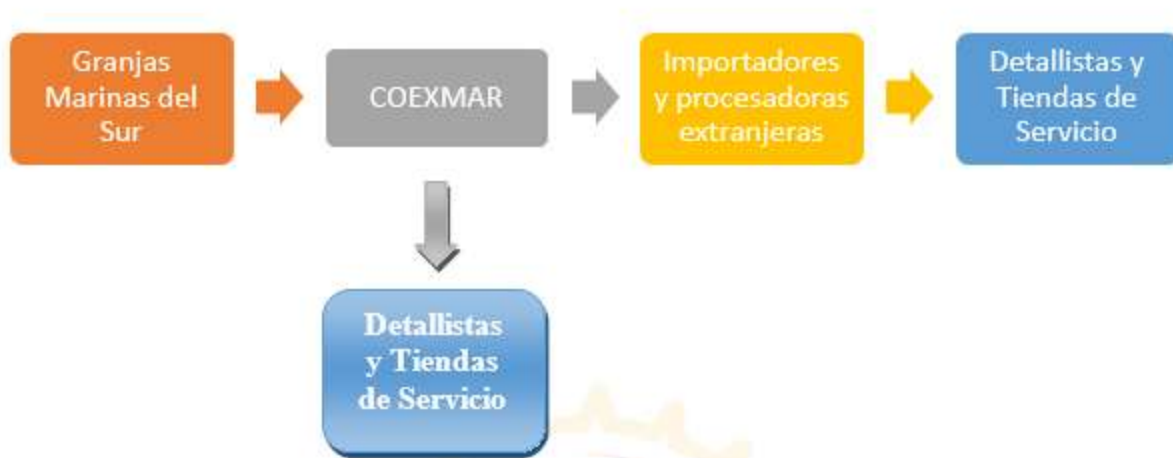 Granjas
Marinas del
Sur
COEXMAR
Importadores
y procesadoras
extranjeras
Detallistas y
Tiendas de
Servicio
Detallistas
y Tiendas
de Servicio